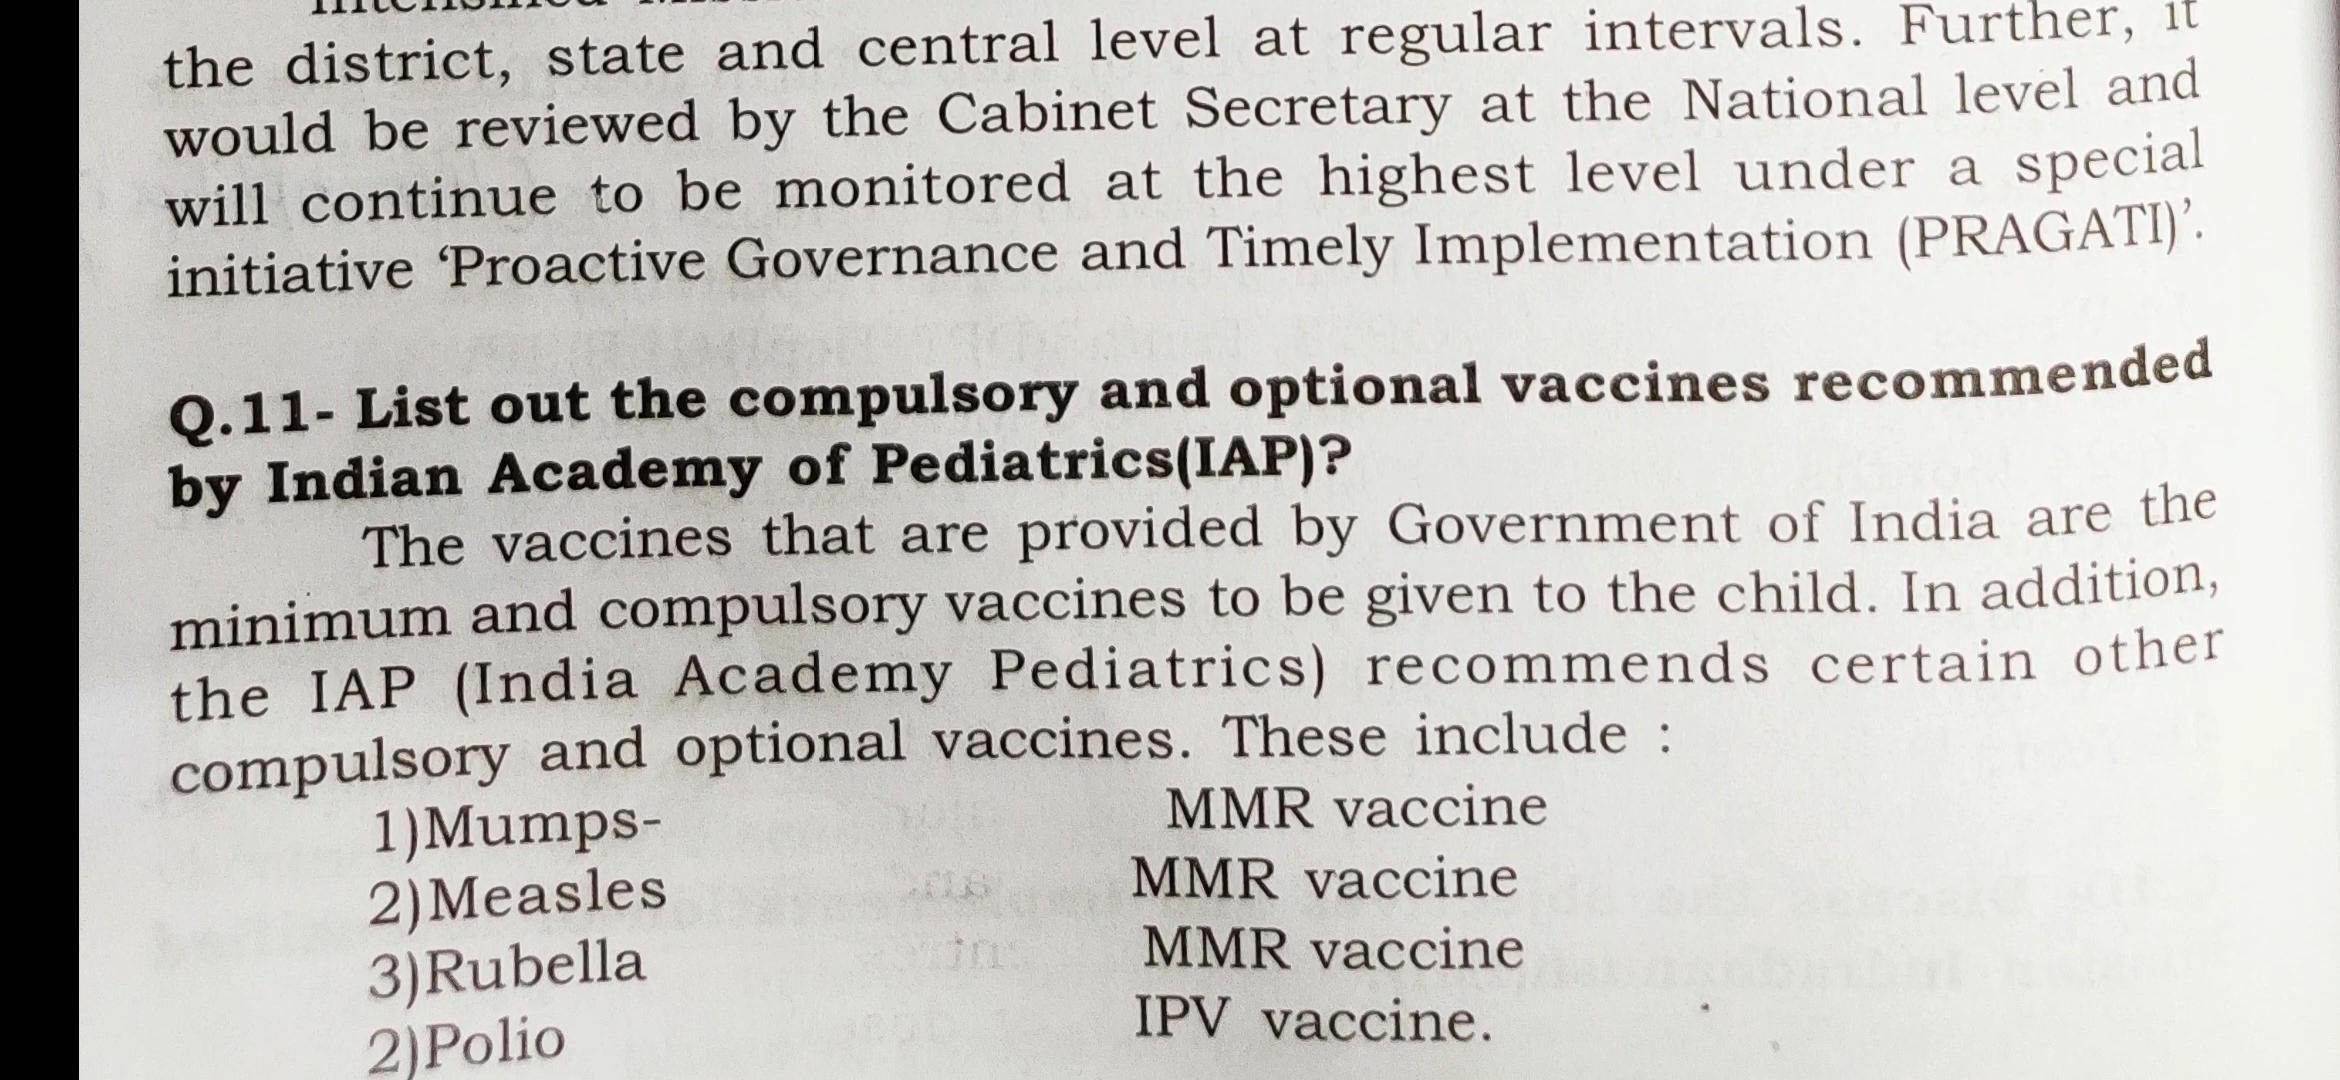 the district, state and central level at regular intervals. Further, it
would be reviewed by the Cabinet Secretary at the National level and
will continue to be monitored at the highest level under a special
initiative ‘Proactive Governance and Timely Implementation (PRAGATI)’.
Q.11- List out the compulsory and optional vaccines recommended
by Indian Academy of Pediatrics(IAP)?
The vaccines that are provided by Government of India are the
minimum and compulsory vaccines to be given to the child. In addition,
the IAP (India Academy Pediatrics) recommends certain other
compulsory and optional vaccines. These include :
1)Mumps- MMR vaccine
2)Measles MMR vaccine
3)Rubella MMR vaccine
2)Polio IPV vaccine.